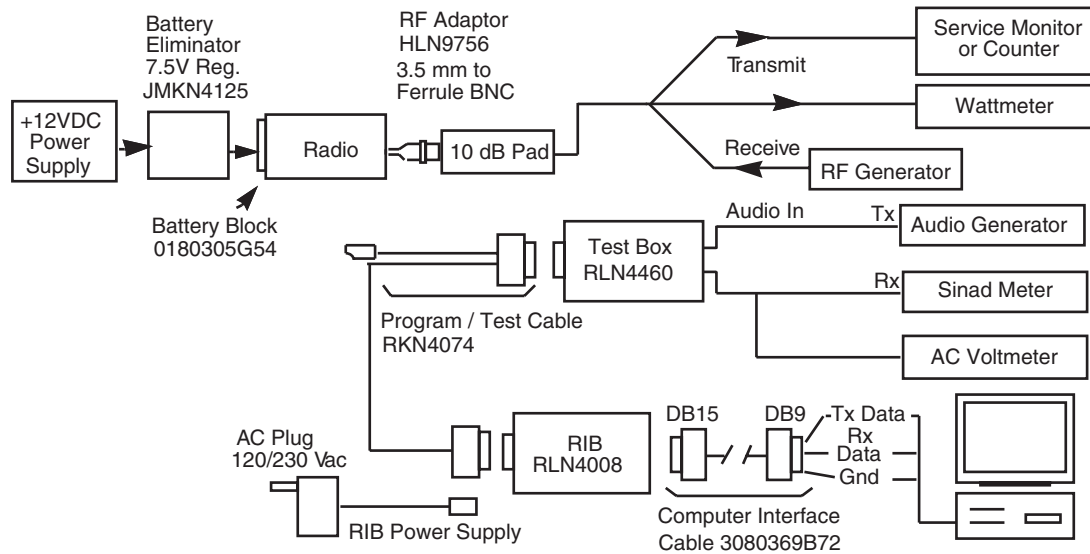 Battery
Eliminator
7.5V Reg.
JMKN4125
RF Adaptor
HLN9756
3.5 mm to
Ferrule BNC
Service Monitor
or Counter
Transmit
+12VDC
Power
Supply
Radio
10 dB Pad
Wattmeter
Receive
RF Generator
Battery Block
0180305G54
Test Box
RLN4460
Audio In
Tx
Audio Generator
Rx
Sinad Meter
AC Voltmeter
Program / Test Cable
RKN4074
AC Plug
120/230 Vac
RIB
RLN4008
DB15
DB9
Tx Data
Rx
Data
Gnd
RIB Power Supply
Computer Interface
Cable 3080369B72